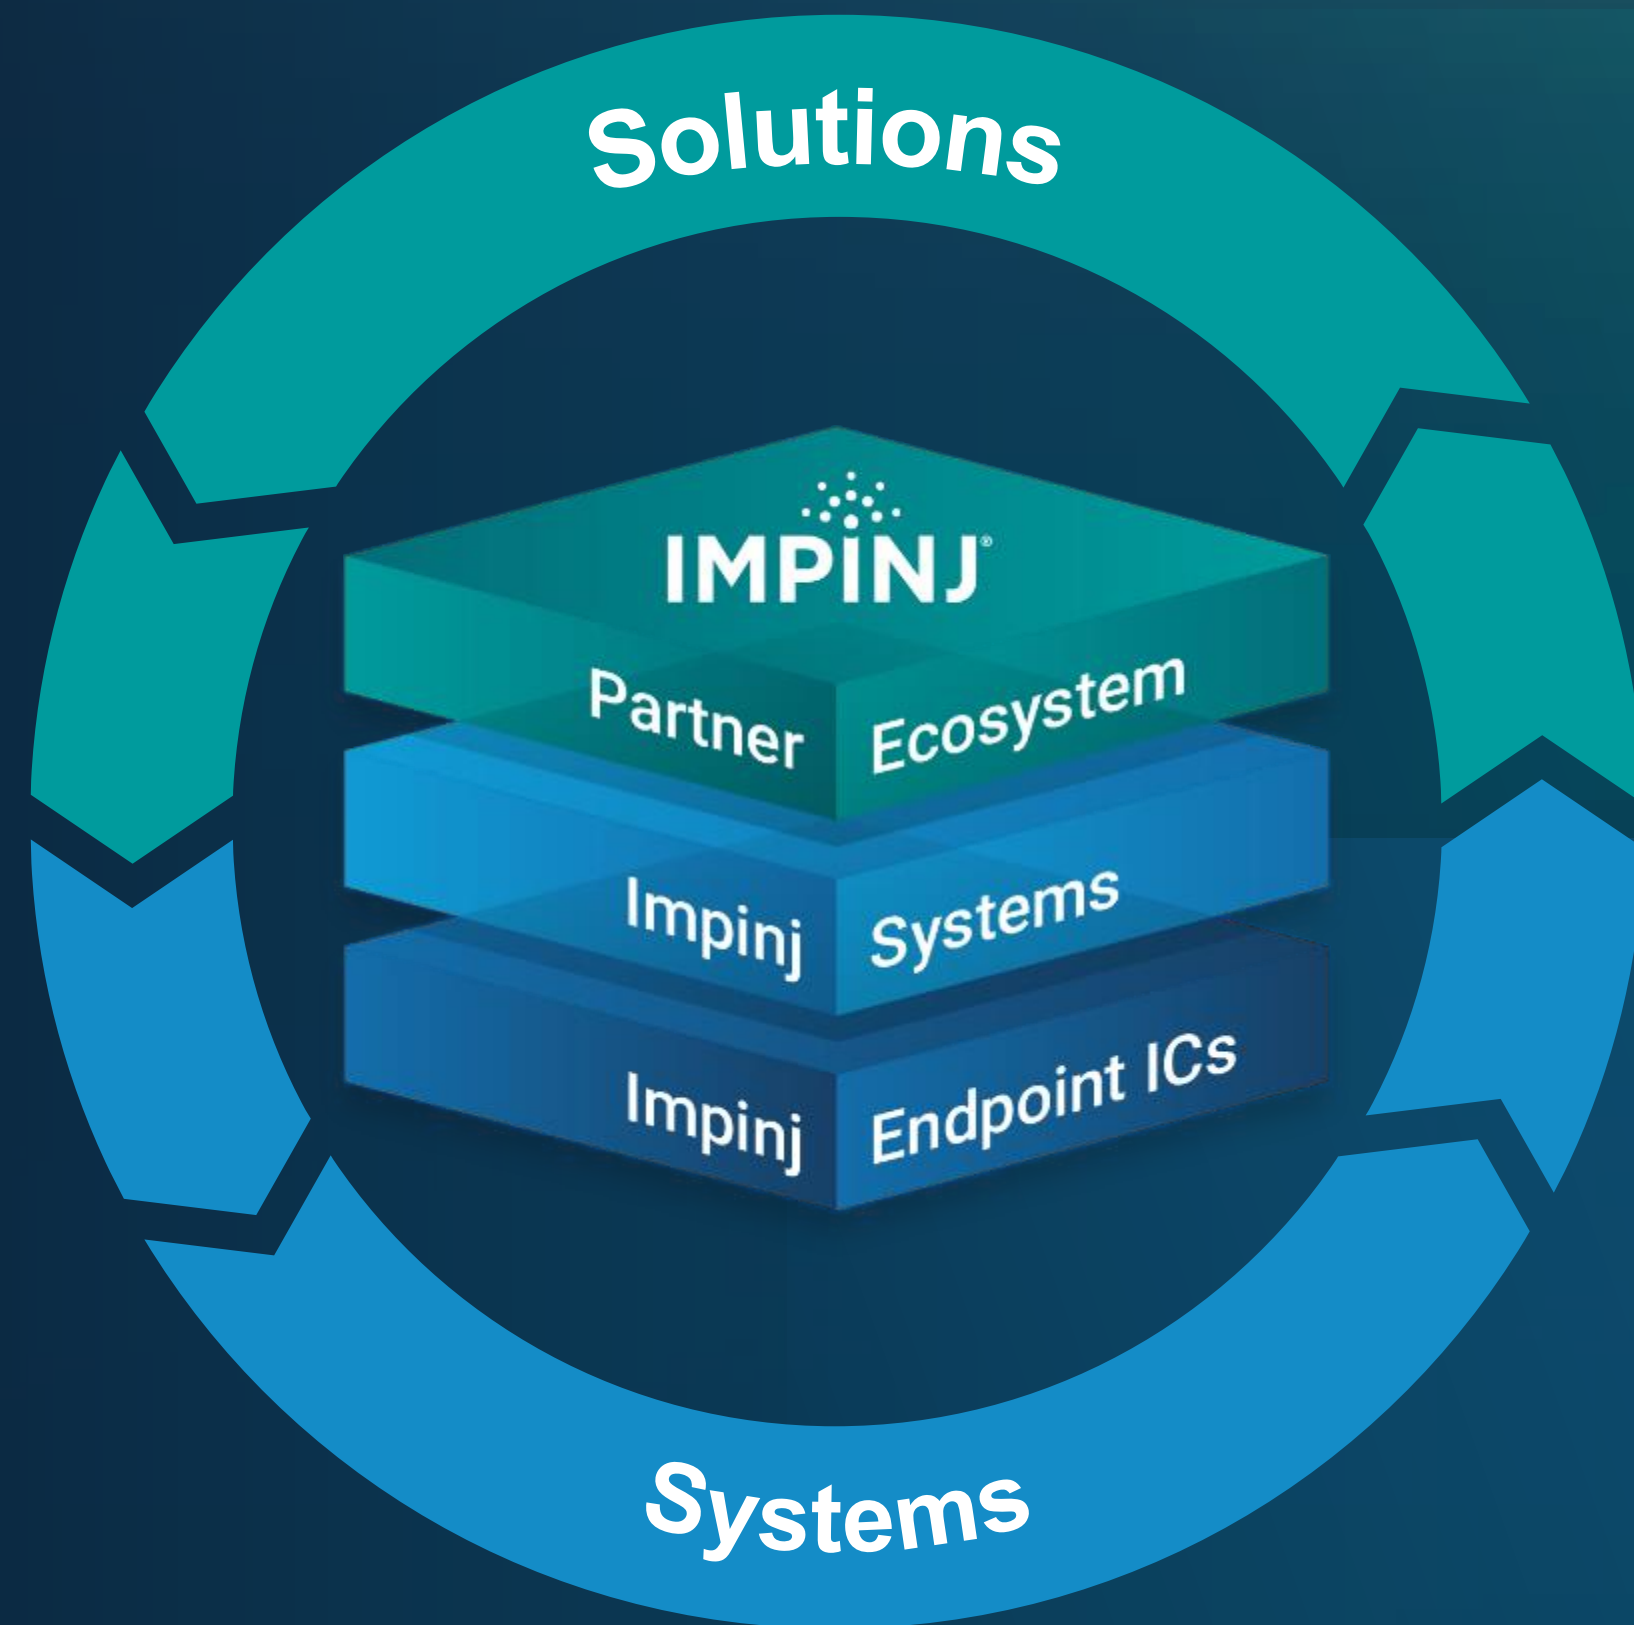 Solutions
IMPINJ®
Partner Ecosystem
Impinj Systems
Impinj Endpoint ICs
Systems